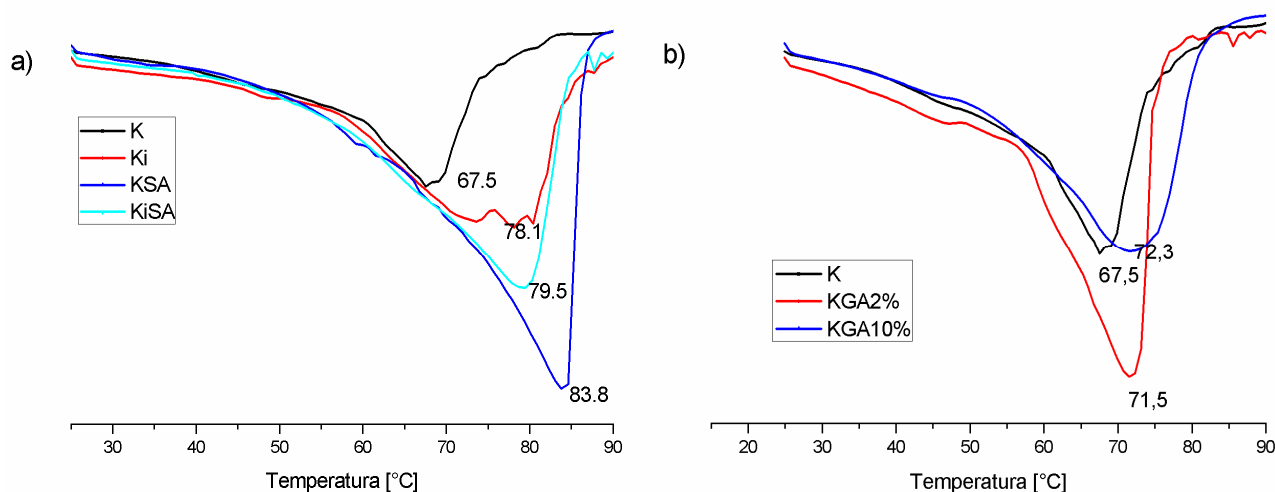 a)
K
Ki
KSA
KiSA
67.5
78.1
79.5
83.8
30 40 50 60 70 80 90
Temperatura [°C]
b)
K
KGA2%
KGA10%
72,3
67,5
71,5
20 30 40 50 60 70 80 90
Temperatura [°C]